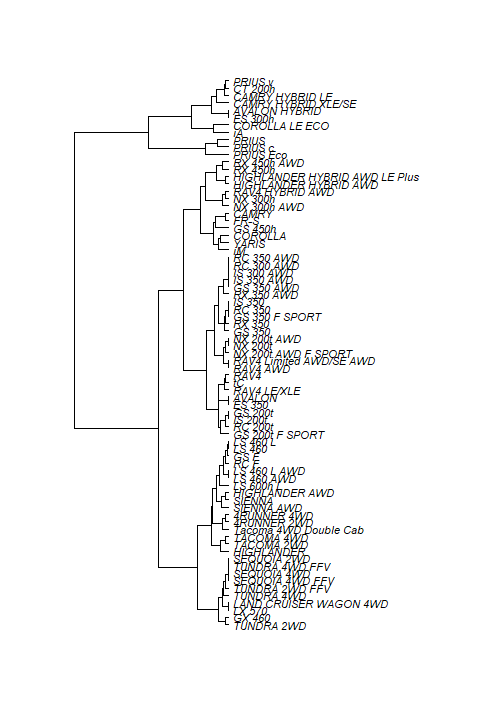 PRIUS v
CT 200h
CAMRY HYBRID LE
CAMRY HYBRID XLE/SE
AVALON HYBRID
ES 300h
COROLLA LE ECO
iA
PRIUS
PRIUS c
PRIUS Eco
RX 450h AWD
RX 450h
HIGHLANDER HYBRID AWD LE Plus
HIGHLANDER HYBRID AWD
RAV4 HYBRID AWD
NX 300h
NX 300h AWD
CAMRY
FR-S
GS 450h
COROLLA
YARIS
iM
RC 350 AWD
RC 300 AWD
IS 300 AWD
IS 350 AWD
GS 350 AWD
RX 350 AWD
IS 350
RC 350
GS 350 F SPORT
RX 350
GS 350
NX 200t AWD
NX 200t
NX 200t AWD F SPORT
RAV4 Limited AWD/SE AWD
RAV4 AWD
RAV4
tC
RAV4 LE/XLE
AVALON
ES 350
GS 200t
IS 200t
RC 200t
GS 200t F SPORT
LS 460 L
LS 460
GS F
RC F
LS 460 L AWD
LS 460 AWD
LS 600h L
HIGHLANDER AWD
SIENNA
SIENNA AWD
4RUNNER 4WD
4RUNNER 2WD
Tacoma 4WD Double Cab
TACOMA 4WD
TACOMA 2WD
HIGHLANDER
SEQUOIA 2WD
TUNDRA 4WD FFV
SEQUOIA 4WD
SEQUOIA 4WD FFV
TUNDRA 2WD FFV
TUNDRA 4WD
LAND CRUISER WAGON 4WD
LX 570
GX 460
TUNDRA 2WD